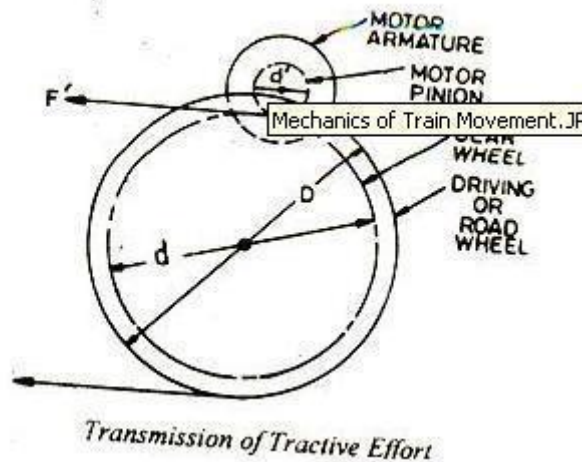 MOTOR
ARMATURE
d'
MOTOR
PINION
F'
Mechanics of Train Movement.JP
WHEEL
D
DRIVING
OR
ROAD
WHEEL
d
Transmission of Tractive Effort